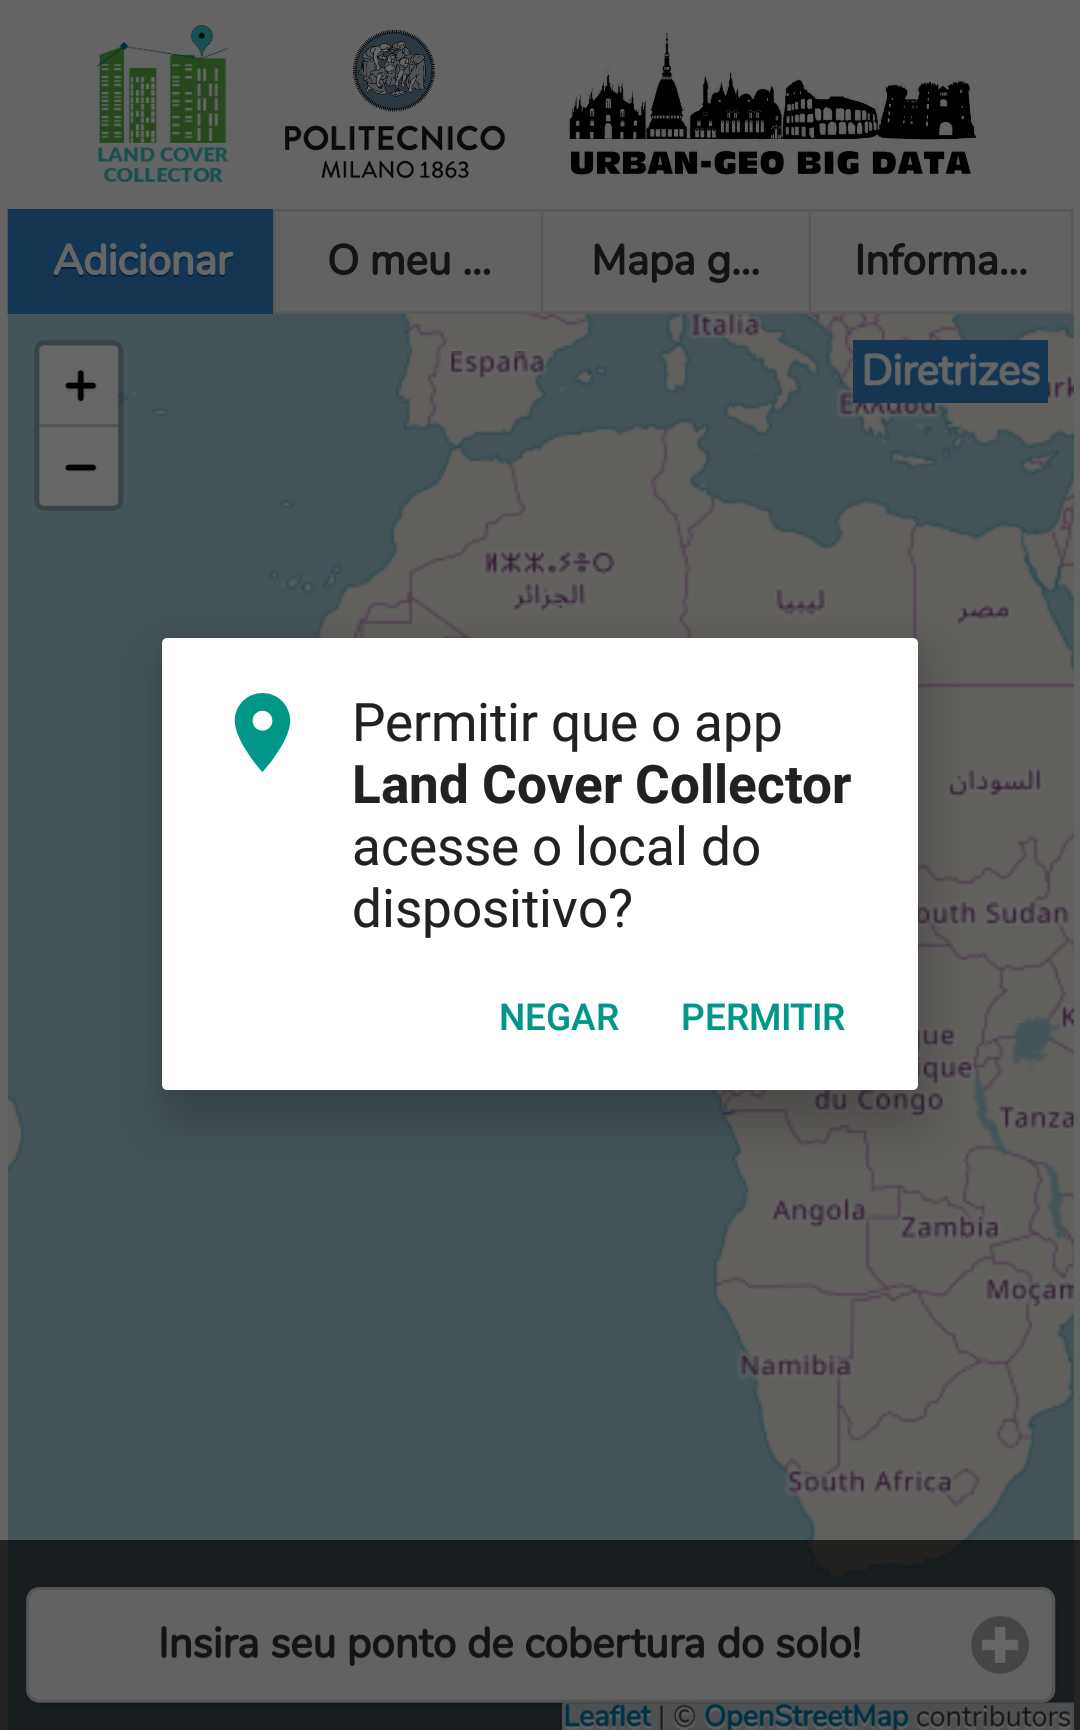 LAND COVER
COLLECTOR
POLITECNICO
MILANO 1863
URBAN-GEO BIG DATA
Adicionar
O meu ...
Mapa g...
Informa...
+
−
Diretrizes
Italia
España
Ελλάδα
ⵍⵣⵣⴰⵢⴻⵔ
الجزائر
ليبيا
مصر
Permitir que o app
Land Cover Collector
acesse o local do
dispositivo?
NEGAR
PERMITIR
السودان
outh Sudan
du Congo
Tanza
Angola
Zambia
Moçam
Namibia
South Africa
Insira seu ponto de cobertura do solo!
Leaflet | © OpenStreetMap contributors